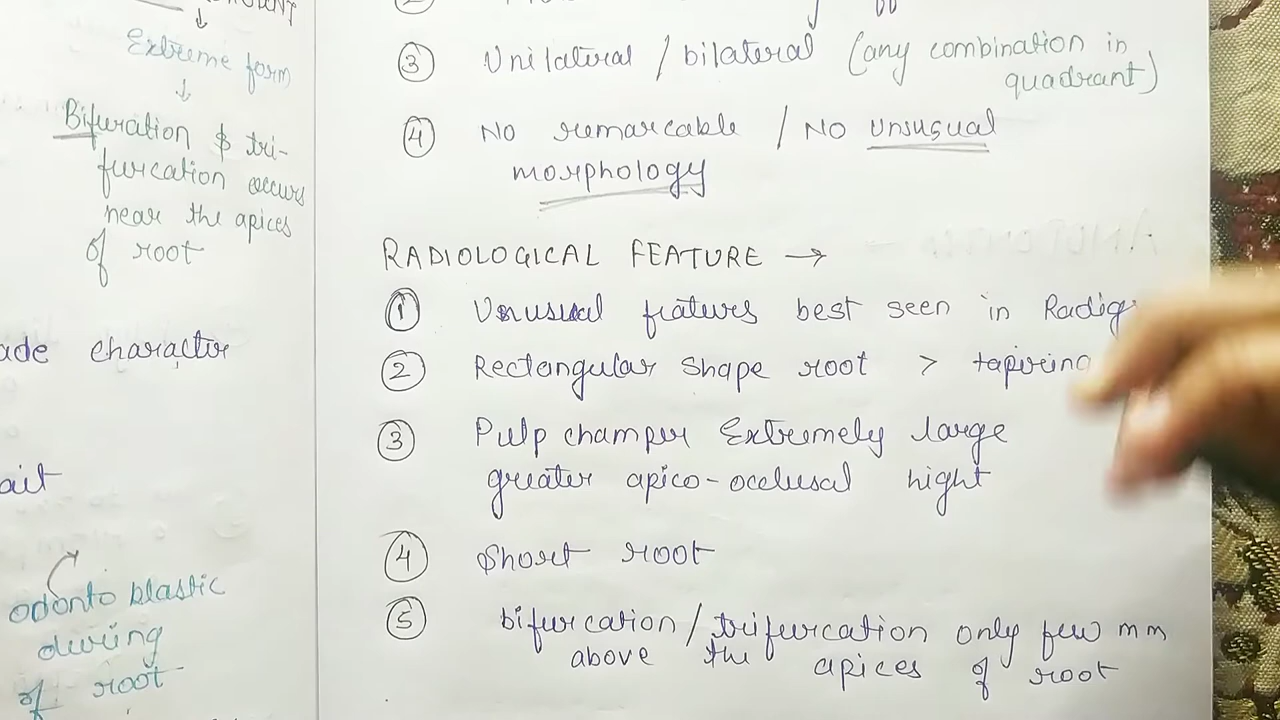 Extreme form
↓
Bifuration & tri-
furcation occurs
near the apices
of root
ade charactor
ait
odonto blastic
during
of root
③ Unilateral / bilateral (any combination in
quadrant)
④ No remarcable / No unsusual
morphology
RADIOLOGICAL FEATURE →
① Unusual features best seen in Radiog
② Rectangular shape root > tapering
③ Pulp champer Extremely large
greater apico-occlusal hight
④ Short root
⑤ bifurcation / trifurcation only few mm
above the apices of root